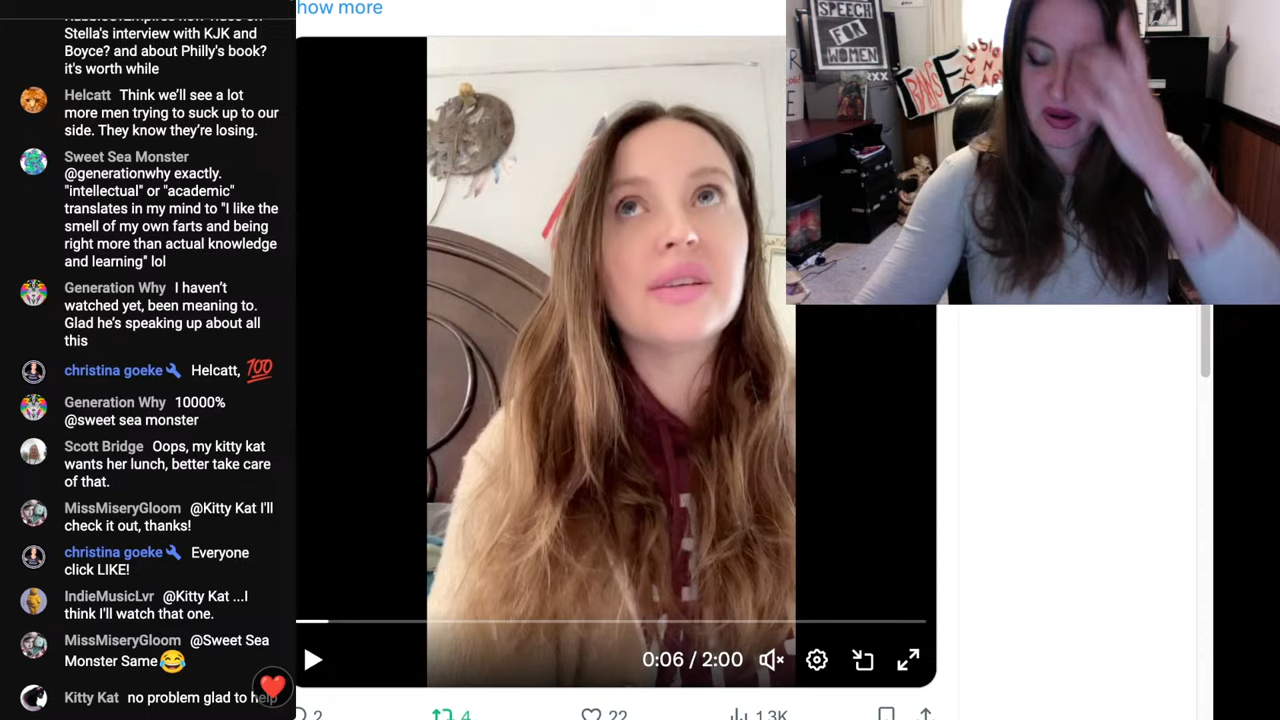 Stella's interview with KJK and
Boyce? and about Philly's book?
it's worth while
Helcatt Think we'll see a lot
more men trying to suck up to our
side. They know they're losing.
Sweet Sea Monster
@generationwhy exactly.
"intellectual" or "academic"
translates in my mind to "I like the
smell of my own farts and being
right more than actual knowledge
and learning" lol
Generation Why I haven't
watched yet, been meaning to.
Glad he's speaking up about all
this
christina goeke Helcatt, 💯
Generation Why 10000%
@sweet sea monster
Scott Bridge Oops, my kitty kat
wants her lunch, better take care
of that.
MissMiseryGloom @Kitty Kat I'll
check it out, thanks!
christina goeke Everyone
click LIKE!
IndieMusicLvr @Kitty Kat ...I
think I'll watch that one.
MissMiseryGloom @Sweet Sea
Monster Same😂
Kitty Kat no problem glad to help
how more
0:06 / 2:00
2
4
22
1.3K
SPEECH
FOR
WOMEN
XX